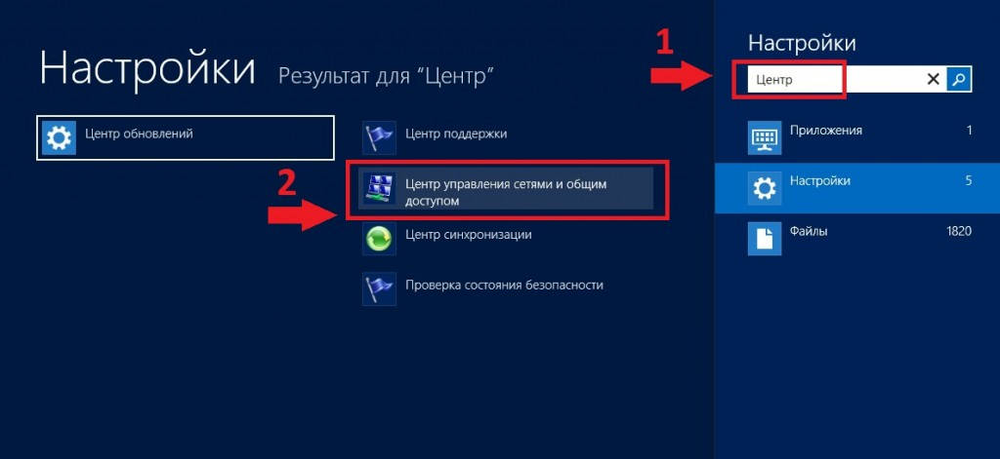 Настройки Результат для “Центр”
Центр обновлений
Центр поддержки
2
Центр управления сетями и общим
доступом
Центр синхронизации
Проверка состояния безопасности
1
Настройки
Центр
Приложения 1
Настройки 5
Файлы 1820